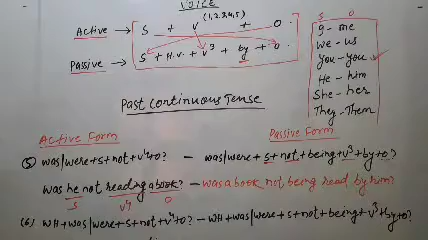 VOICE
(1,2,3,4,5)
Active → S + V + O
Passive → S + H.V. + V³ + by + O
S O
I - me
we - us
you - you
He - him
She - her
They - Them
Past Continuous Tense
Active Form
Passive Form
(5) was/were+s+not+v⁴+o? - was/were+s+not+being+v³+by+o?
was he not reading a book? - was a book not being read by him?
S V⁴ O
(6) WH+was/were+s+not+v⁴+o? - WH+was/were+s+not+being+v³+by+o?